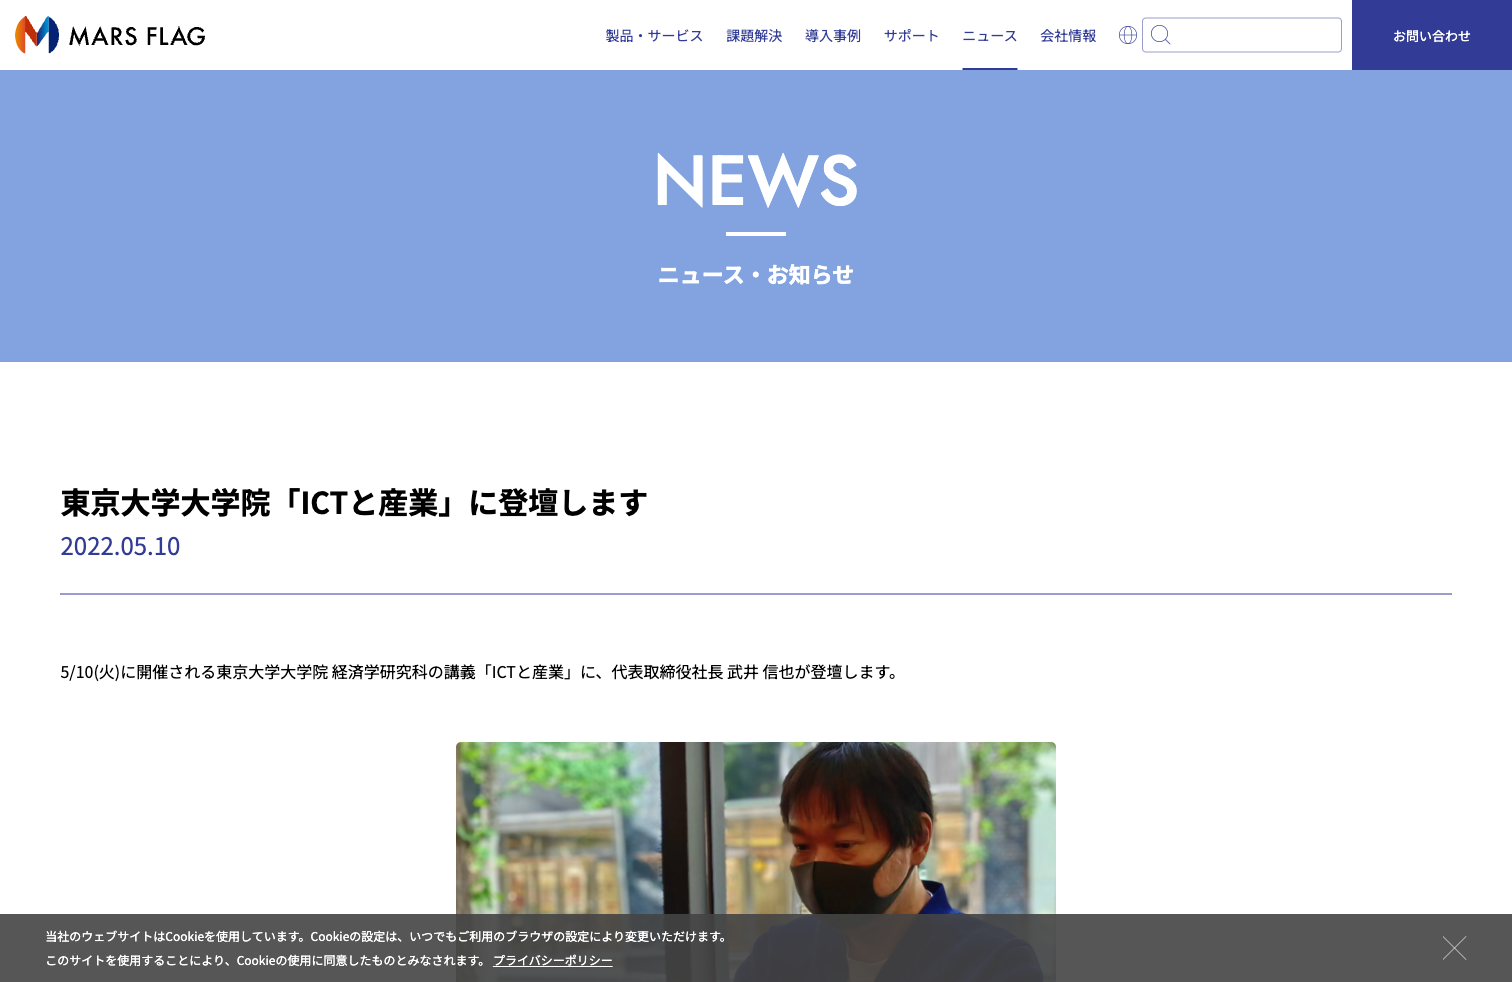 MARS FLAG
製品・サービス 課題解決 導入事例 サポート ニュース 会社情報 お問い合わせ
NEWS
ニュース・お知らせ
東京大学大学院「ICTと産業」に登壇します
2022.05.10
5/10(火)に開催される東京大学大学院 経済学研究科の講義「ICTと産業」に、代表取締役社長 武井 信也が登壇します。
当社のウェブサイトはCookieを使用しています。Cookieの設定は、いつでもご利用のブラウザの設定により変更いただけます。
このサイトを使用することにより、Cookieの使用に同意したものとみなされます。 プライバシーポリシー